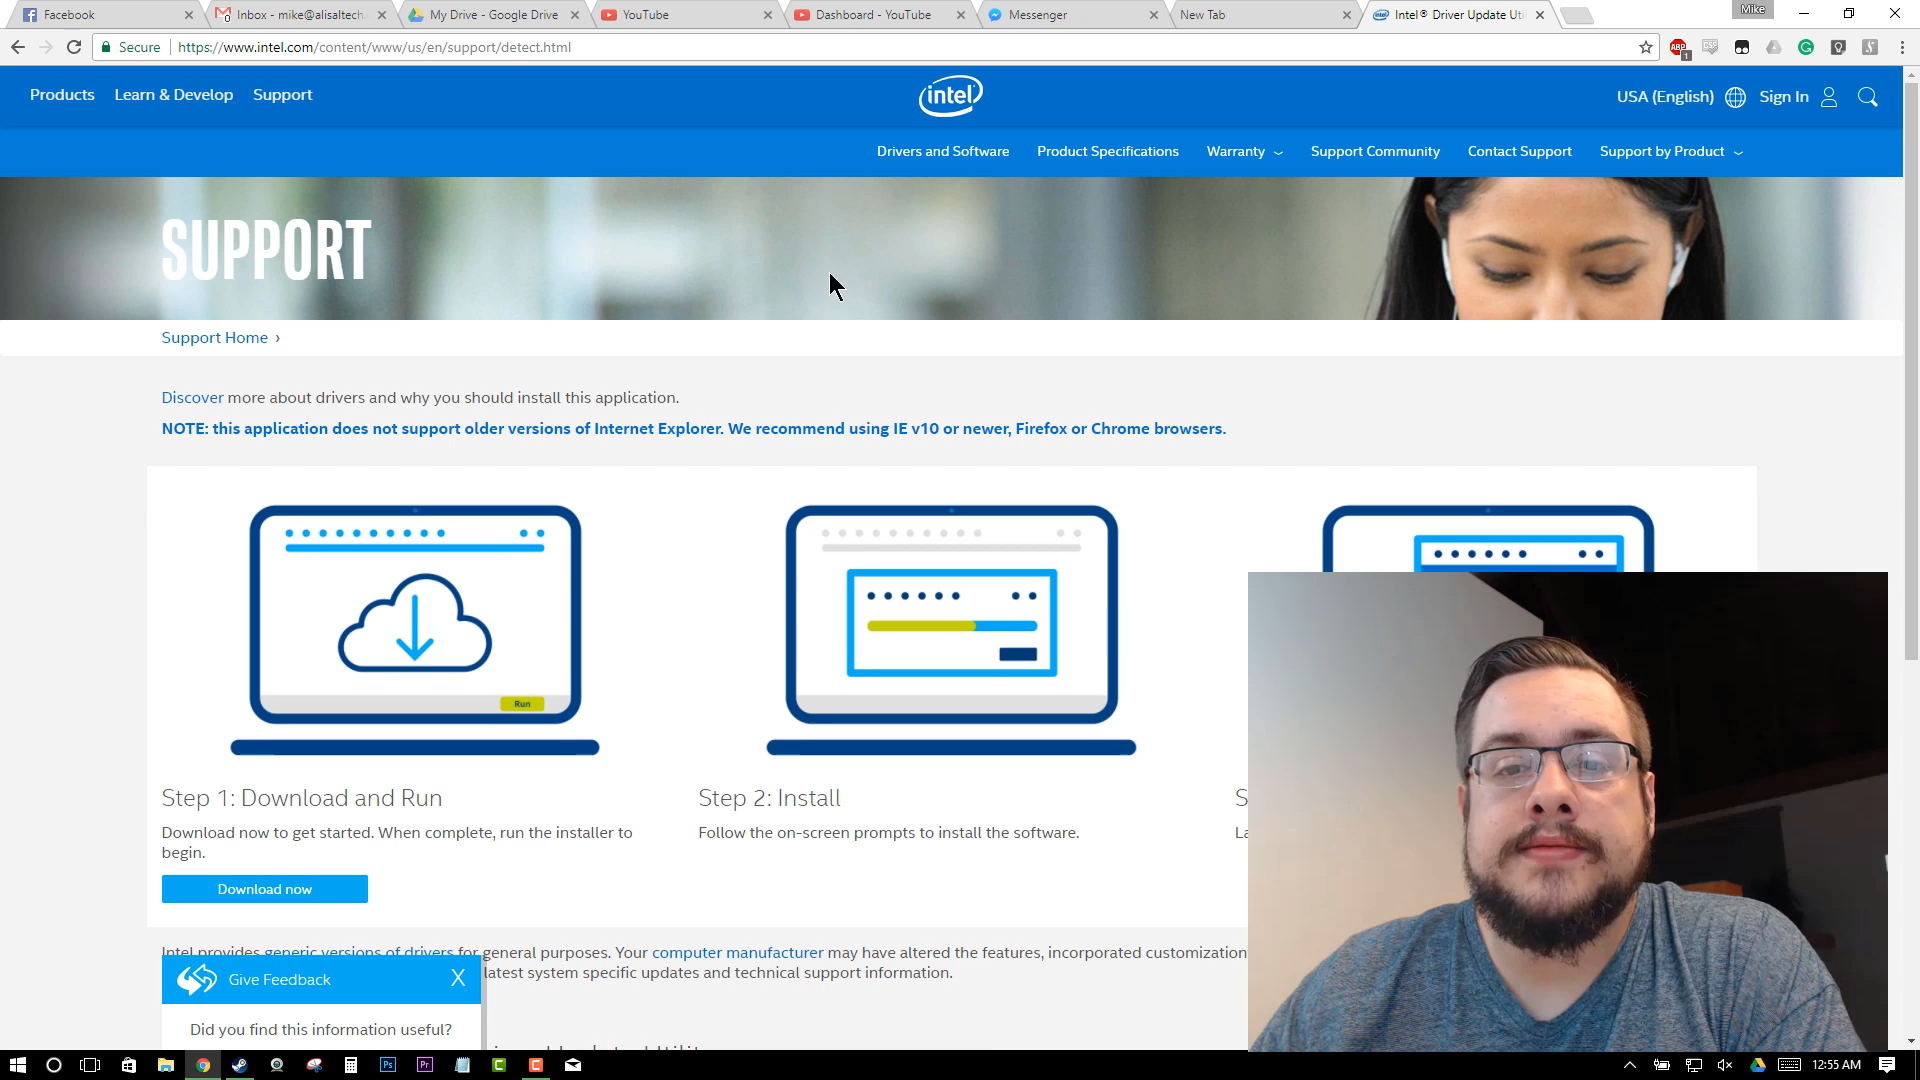 Facebook
Inbox - mike@alisaltech.
My Drive - Google Drive
YouTube
Dashboard - YouTube
Messenger
New Tab
Intel® Driver Update Uti
Mike
Secure
https://www.intel.com/content/www/us/en/support/detect.html
ABP
1
Products
Learn & Develop
Support
intel
USA (English)
Sign In
Drivers and Software
Product Specifications
Warranty
Support Community
Contact Support
Support by Product
SUPPORT
Support Home ›
Discover more about drivers and why you should install this application.
NOTE: this application does not support older versions of Internet Explorer. We recommend using IE v10 or newer, Firefox or Chrome browsers.
Run
Step 1: Download and Run
Download now to get started. When complete, run the installer to
begin.
Download now
Step 2: Install
Follow the on-screen prompts to install the software.
S
La
Intel provides generic versions of drivers for general purposes. Your computer manufacturer may have altered the features, incorporated customization
latest system specific updates and technical support information.
Give Feedback
X
Did you find this information useful?
Ps
Pr
C
C
12:55 AM